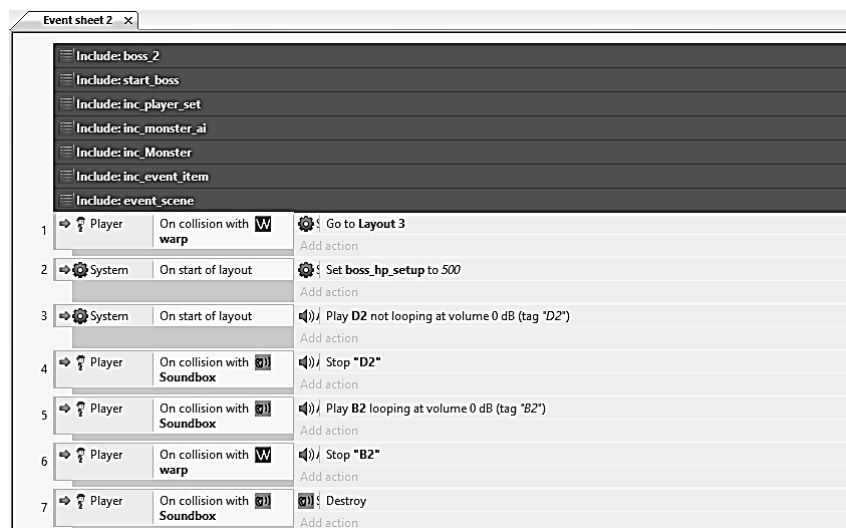 Event sheet 2 ×
Include: boss_2
Include: start_boss
Include: inc_player_set
Include: inc_monster_ai
Include: inc_Monster
Include: inc_event_item
Include: event_scene
1 Player On collision with W warp Go to Layout 3
Add action
2 System On start of layout Set boss_hp_setup to 500
Add action
3 System On start of layout Play D2 not looping at volume 0 dB (tag "D2")
Add action
4 Player On collision with Soundbox Stop "D2"
Add action
5 Player On collision with Soundbox Play B2 looping at volume 0 dB (tag "B2")
Add action
6 Player On collision with W warp Stop "B2"
Add action
7 Player On collision with Soundbox Destroy
Add action